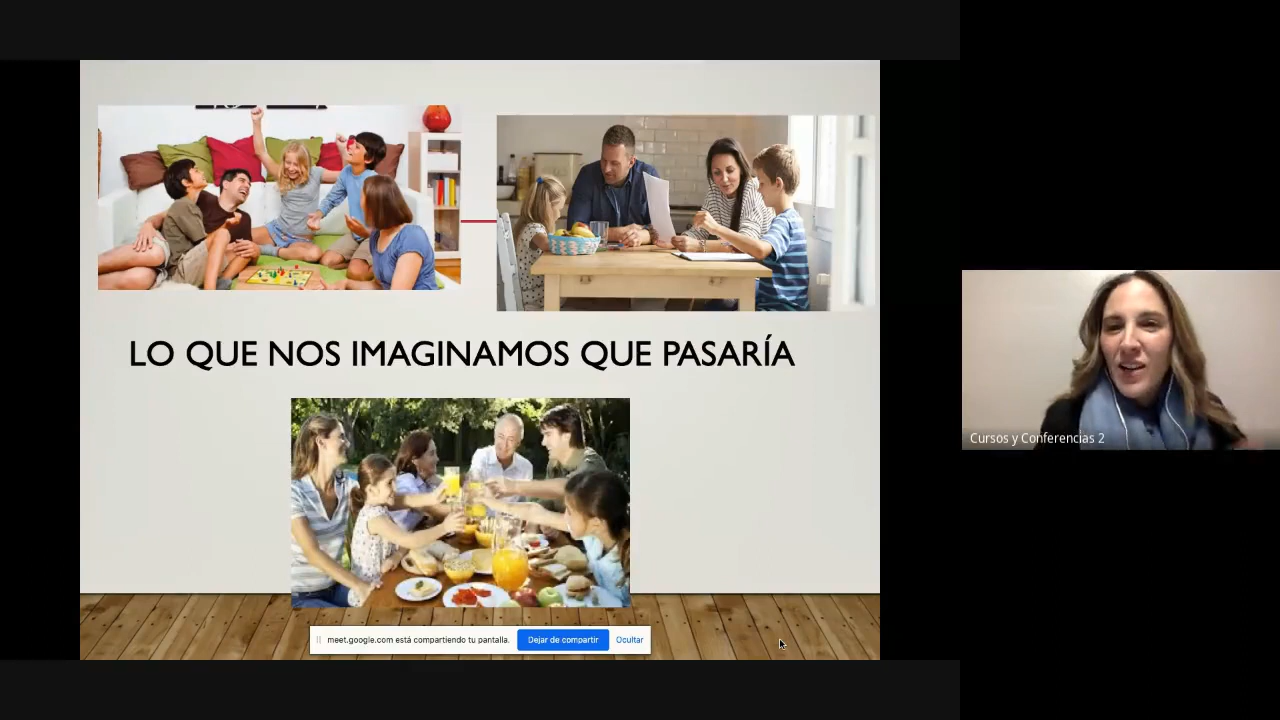 LO QUE NOS IMAGINAMOS QUE PASARÍA
Cursos y Conferencias 2
meet.google.com está compartiendo tu pantalla.
Dejar de compartir
Ocultar